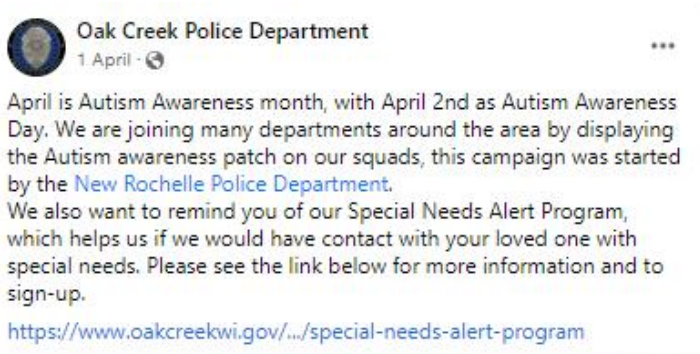 Oak Creek Police Department
1 April ·
April is Autism Awareness month, with April 2nd as Autism Awareness
Day. We are joining many departments around the area by displaying
the Autism awareness patch on our squads, this campaign was started
by the New Rochelle Police Department.
We also want to remind you of our Special Needs Alert Program,
which helps us if we would have contact with your loved one with
special needs. Please see the link below for more information and to
sign-up.
https://www.oakcreekwi.gov/.../special-needs-alert-program